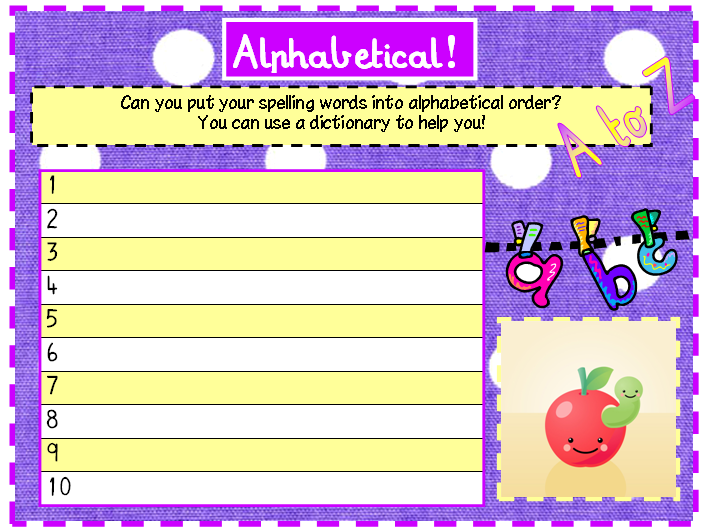 Alphabetical!
Can you put your spelling words into alphabetical order?
You can use a dictionary to help you!
A to Z
a b c
1
2
3
4
5
6
7
8
9
10